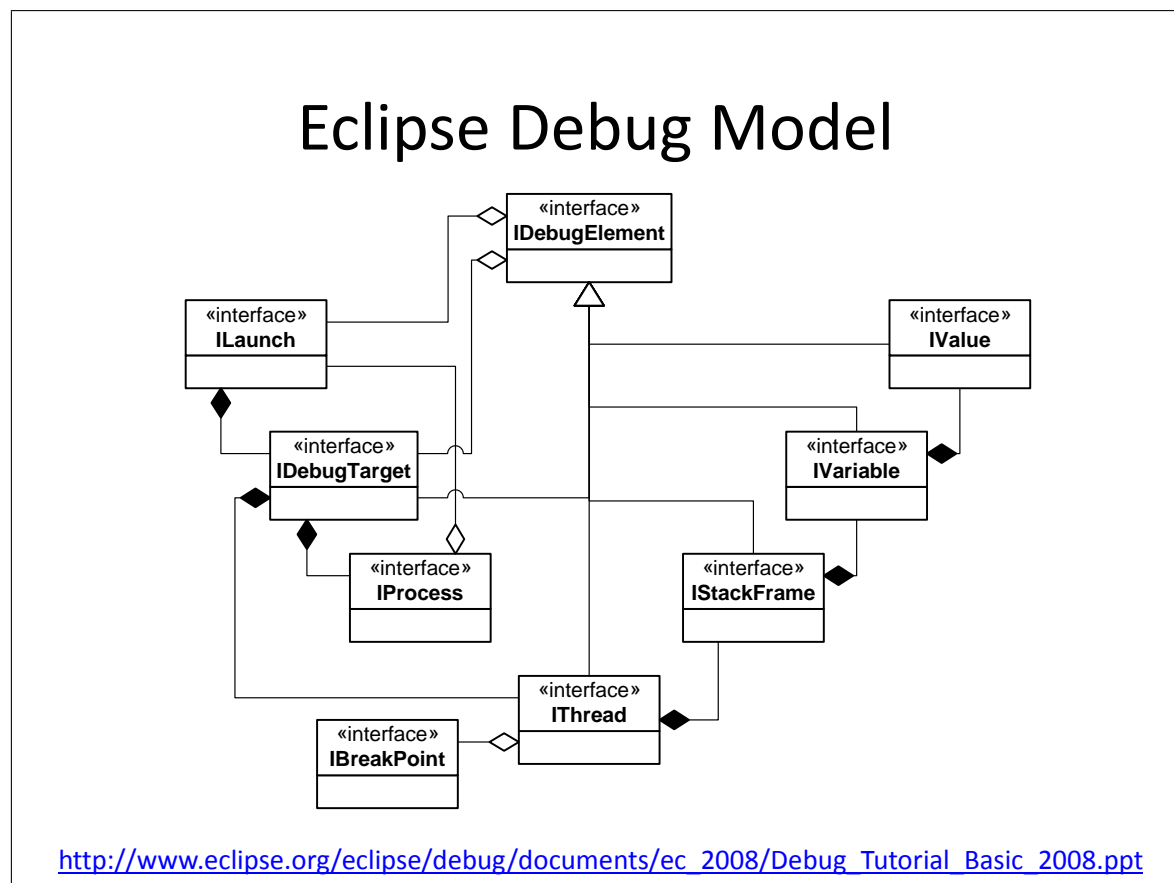 Eclipse Debug Model
«interface»
IDebugElement
«interface»
ILaunch
«interface»
IValue
«interface»
IDebugTarget
«interface»
IVariable
«interface»
IProcess
«interface»
IStackFrame
«interface»
IThread
«interface»
IBreakPoint
http://www.eclipse.org/eclipse/debug/documents/ec_2008/Debug_Tutorial_Basic_2008.ppt